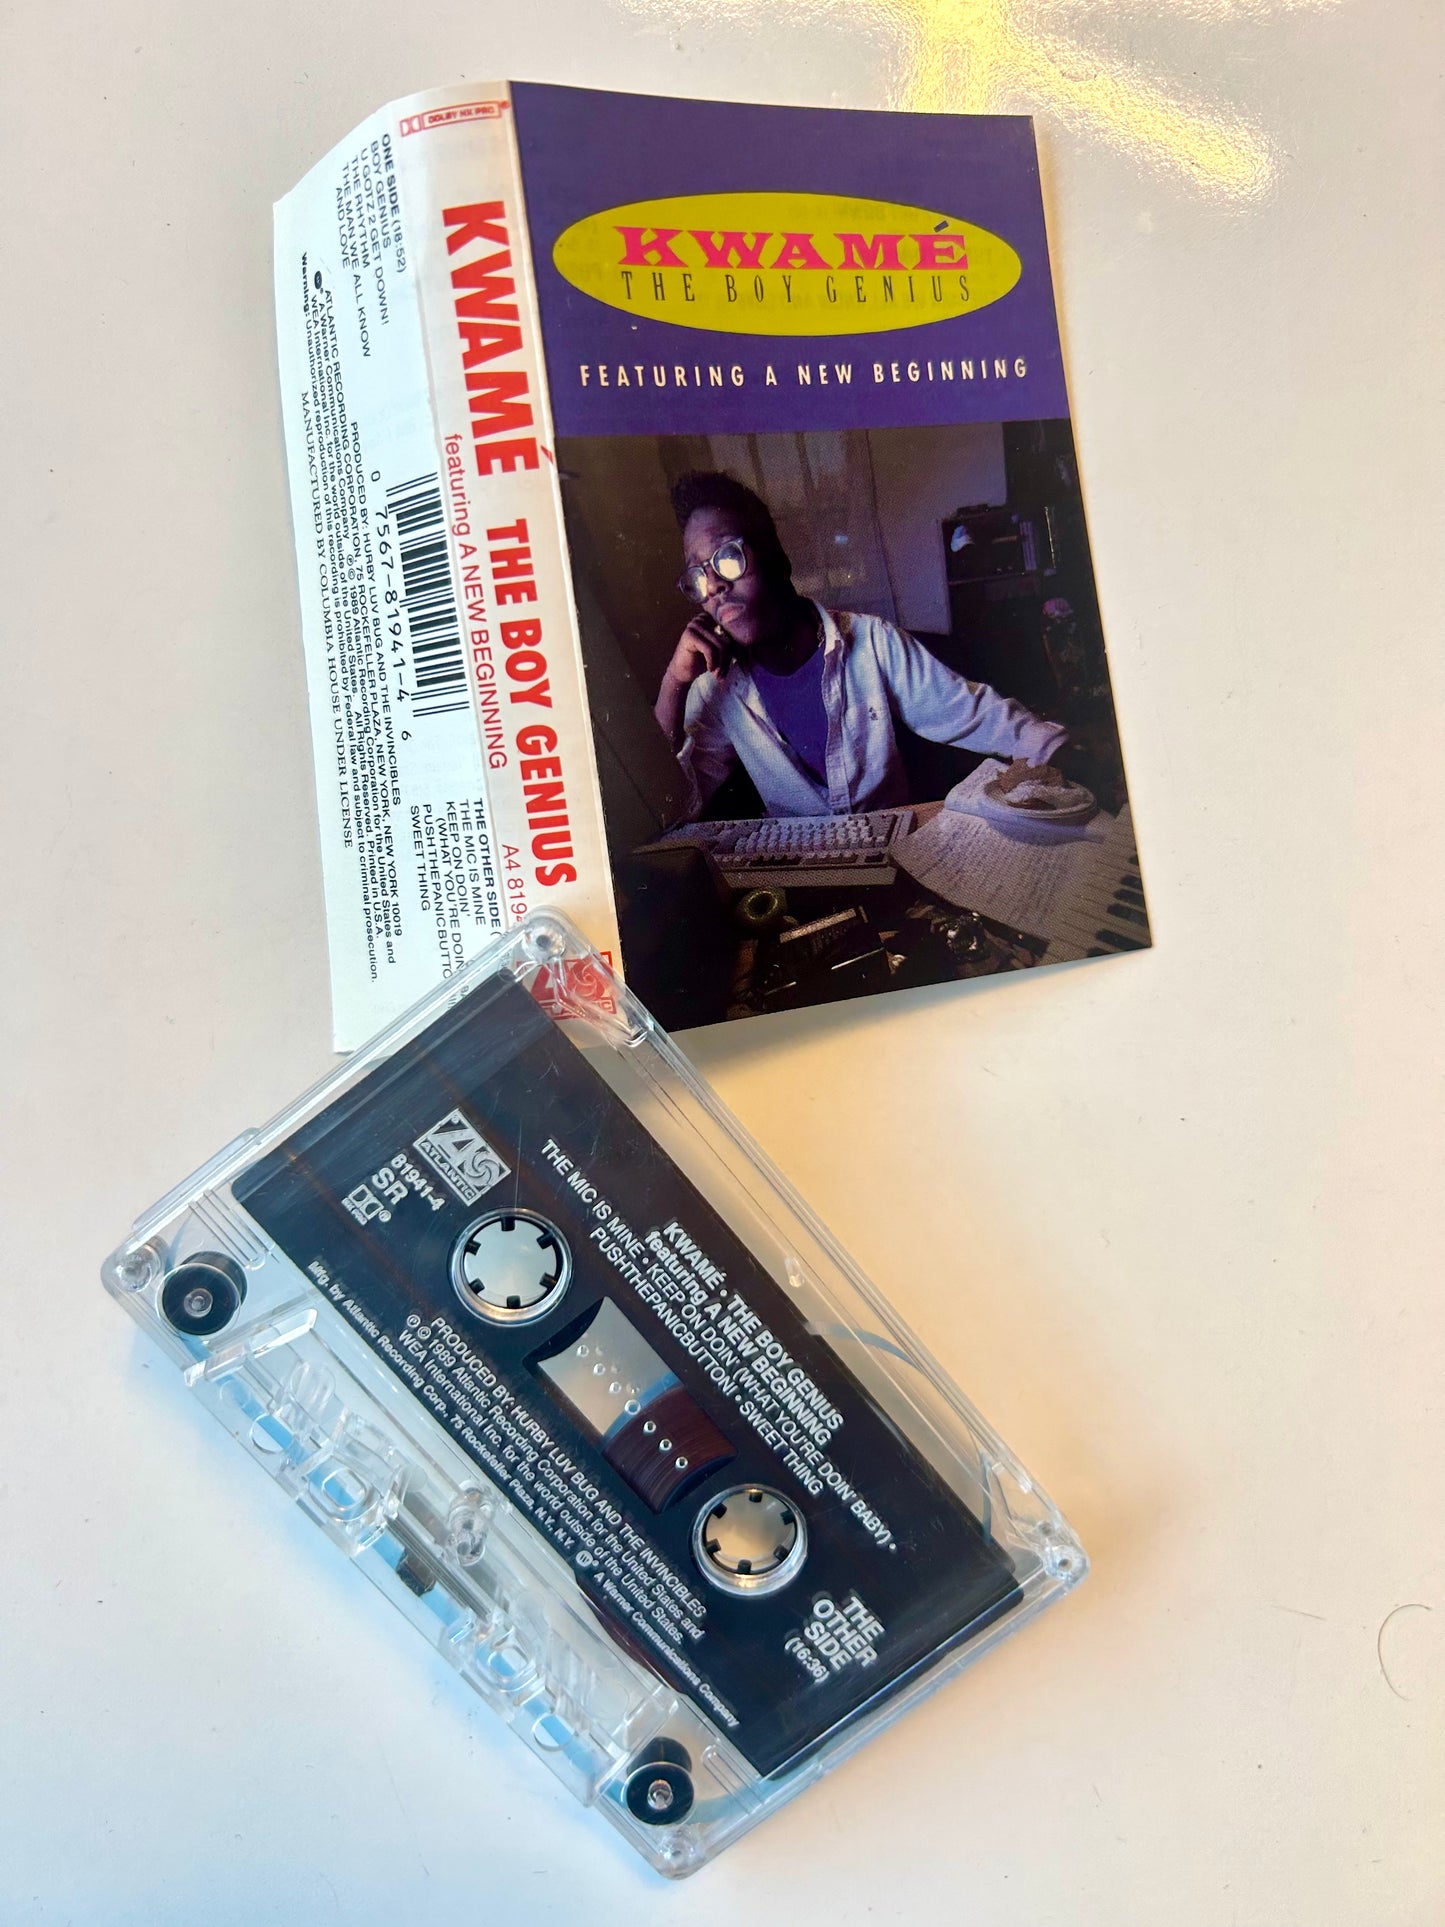 DOLBY HX PRO
ONE SIDE (18:52)
BOY GENIUS
U GOTZ 2 GET DOWN!
THE RHYTHM
THE MAN WE ALL KNOW
AND LOVE
KWAMÉ THE BOY GENIUS
featuring A NEW BEGINNING
A4 8194
0 7567-81941-4 6
THE OTHER SIDE (
THE MIC IS MINE
KEEP ON DOIN'
(WHAT YOU'RE DOIN'
PUSHTHEPANICBUTTO
SWEET THING
PRODUCED BY: HURBY LUV BUG AND THE INVINCIBLES
ATLANTIC RECORDING CORPORATION, 75 ROCKEFELLER PLAZA, NEW YORK, NEW YORK 10019
A Warner Communications Company ℗ © 1989 Atlantic Recording Corporation for the United States and
WEA International Inc. for the world outside of the United States. All Rights Reserved. Printed in U.S.A.
Warning: Unauthorized reproduction of this recording is prohibited by Federal law and subject to criminal prosecution.
MANUFACTURED BY COLUMBIA HOUSE UNDER LICENSE
KWAMÉ
THE BOY GENIUS
FEATURING A NEW BEGINNING
ATLANTIC
81941-4
SR
HX PRO
KWAMÉ • THE BOY GENIUS
featuring A NEW BEGINNING
THE MIC IS MINE • KEEP ON DOIN' (WHAT YOU'RE DOIN' BABY) •
PUSHTHEPANICBUTTON! • SWEET THING
THE
OTHER
SIDE
(16:36)
PRODUCED BY: HURBY LUV BUG AND THE INVINCIBLES
℗ © 1989 Atlantic Recording Corporation for the United States and
WEA International Inc. for the world outside of the United States.
Mfg. by Atlantic Recording Corp., 75 Rockefeller Plaza, N.Y., N.Y. A Warner Communications Company